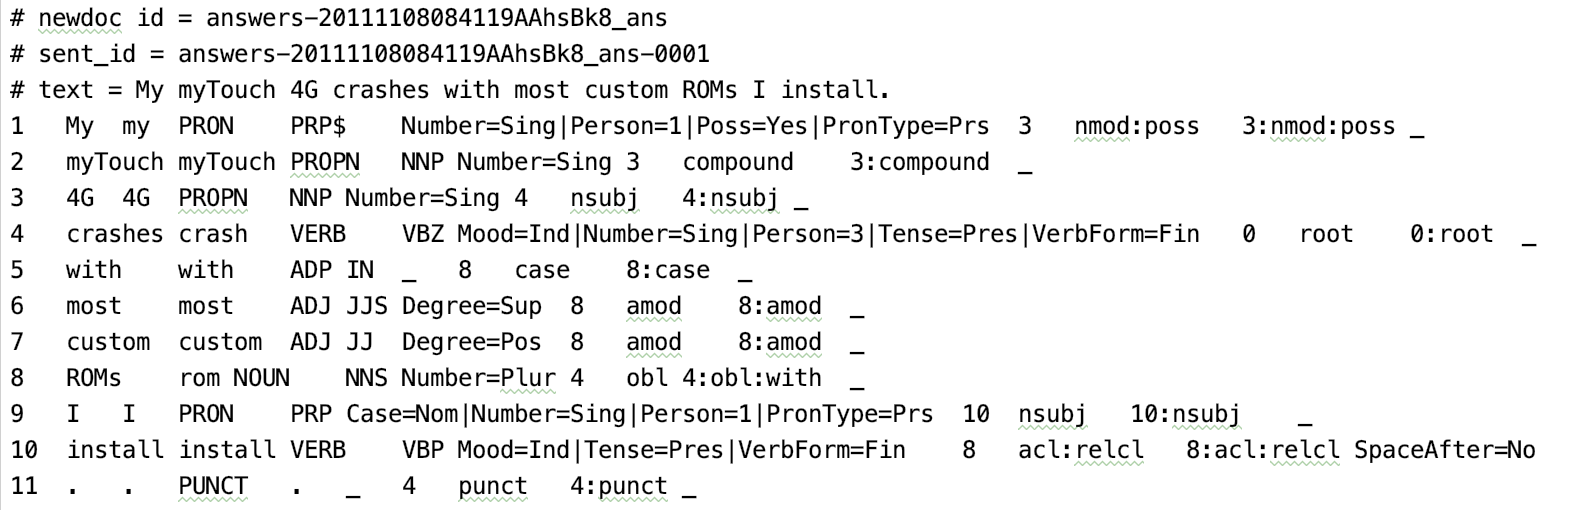 # newdoc id = answers-20111108084119AAhsBk8_ans
# sent_id = answers-20111108084119AAhsBk8_ans-0001
# text = My myTouch 4G crashes with most custom ROMs I install.
1 My my PRON PRP$ Number=Sing|Person=1|Poss=Yes|PronType=Prs 3 nmod:poss 3:nmod:poss _
2 myTouch myTouch PROPN NNP Number=Sing 3 compound 3:compound _
3 4G 4G PROPN NNP Number=Sing 4 nsubj 4:nsubj _
4 crashes crash VERB VBZ Mood=Ind|Number=Sing|Person=3|Tense=Pres|VerbForm=Fin 0 root 0:root _
5 with with ADP IN _ 8 case 8:case _
6 most most ADJ JJS Degree=Sup 8 amod 8:amod _
7 custom custom ADJ JJ Degree=Pos 8 amod 8:amod _
8 ROMs rom NOUN NNS Number=Plur 4 obl 4:obl:with _
9 I I PRON PRP Case=Nom|Number=Sing|Person=1|PronType=Prs 10 nsubj 10:nsubj _
10 install install VERB VBP Mood=Ind|Tense=Pres|VerbForm=Fin 8 acl:relcl 8:acl:relcl SpaceAfter=No
11 . . PUNCT . _ 4 punct 4:punct _